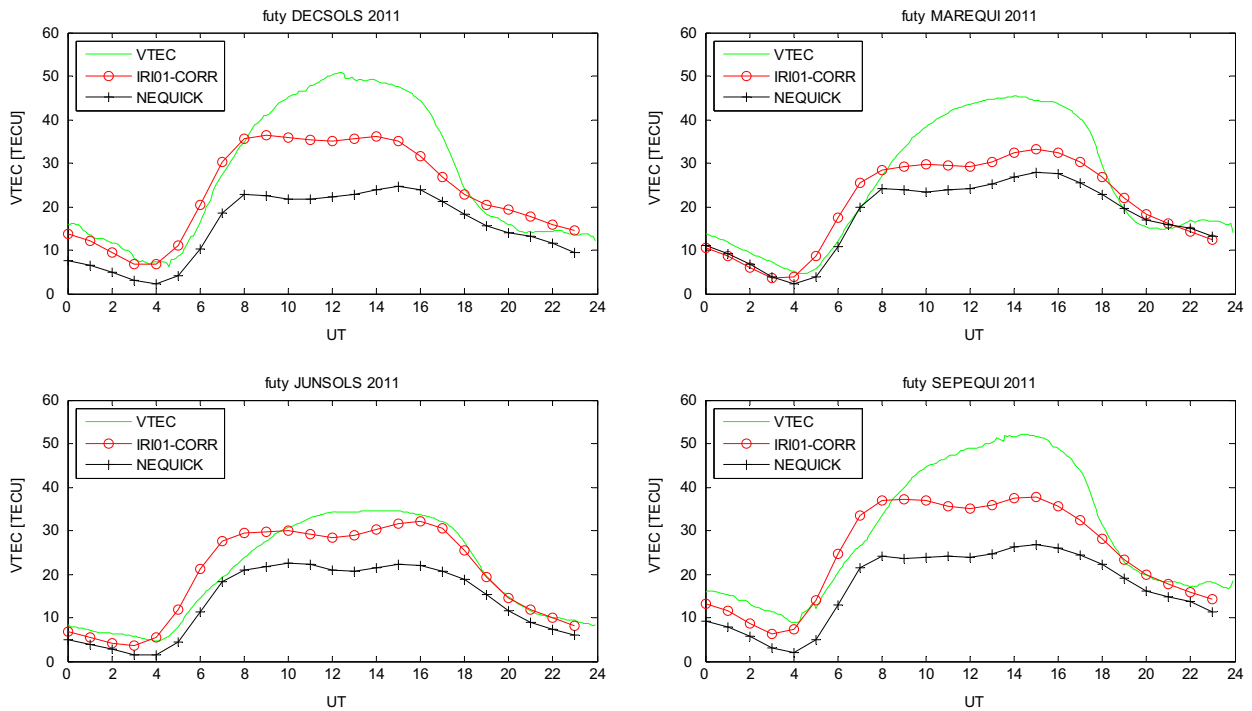 futy DECSOLS 2011
VTEC [TECU]
60
50
40
30
20
10
0
VTEC
IRI01-CORR
NEQUICK
0 2 4 6 8 10 12 14 16 18 20 22 24
UT
futy MAREQUI 2011
VTEC [TECU]
60
50
40
30
20
10
0
VTEC
IRI01-CORR
NEQUICK
0 2 4 6 8 10 12 14 16 18 20 22 24
UT
futy JUNSOLS 2011
VTEC [TECU]
60
50
40
30
20
10
0
VTEC
IRI01-CORR
NEQUICK
0 2 4 6 8 10 12 14 16 18 20 22 24
UT
futy SEPEQUI 2011
VTEC [TECU]
60
50
40
30
20
10
0
VTEC
IRI01-CORR
NEQUICK
0 2 4 6 8 10 12 14 16 18 20 22 24
UT